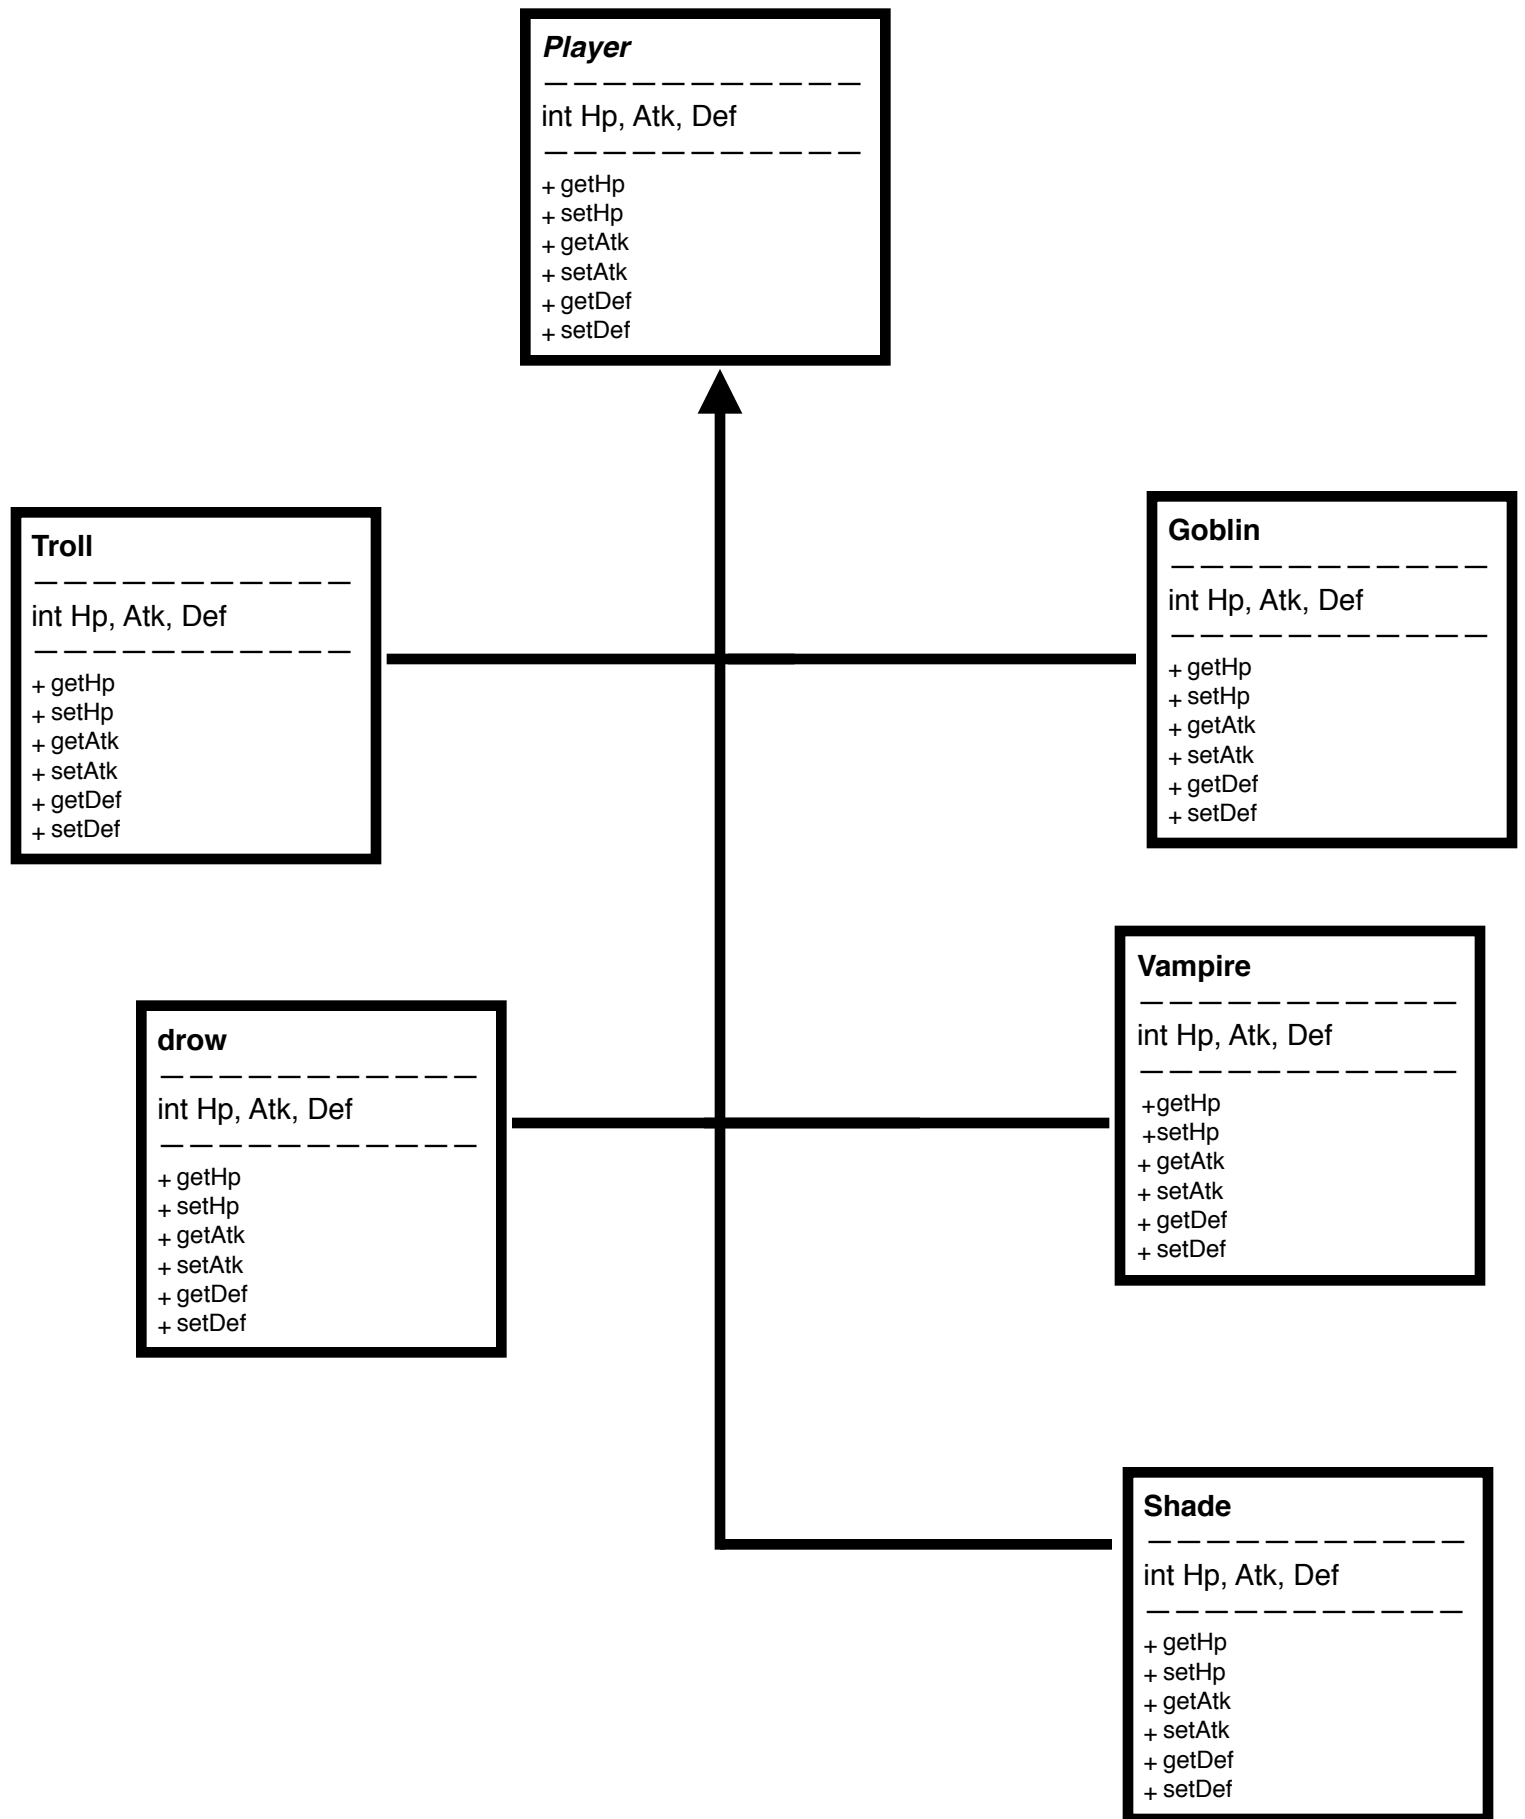 Player
int Hp, Atk, Def
+ getHp
+ setHp
+ getAtk
+ setAtk
+ getDef
+ setDef
Troll
int Hp, Atk, Def
+ getHp
+ setHp
+ getAtk
+ setAtk
+ getDef
+ setDef
Goblin
int Hp, Atk, Def
+ getHp
+ setHp
+ getAtk
+ setAtk
+ getDef
+ setDef
drow
int Hp, Atk, Def
+ getHp
+ setHp
+ getAtk
+ setAtk
+ getDef
+ setDef
Vampire
int Hp, Atk, Def
+getHp
+setHp
+ getAtk
+ setAtk
+ getDef
+ setDef
Shade
int Hp, Atk, Def
+ getHp
+ setHp
+ getAtk
+ setAtk
+ getDef
+ setDef